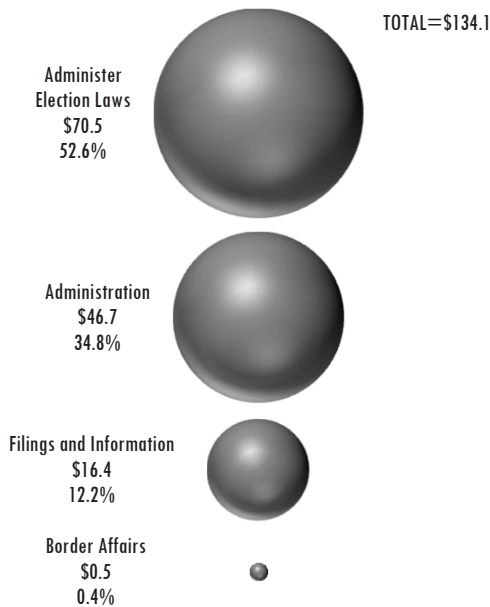 TOTAL=$134.1
Administer
Election Laws
$70.5
52.6%
Administration
$46.7
34.8%
Filings and Information
$16.4
12.2%
Border Affairs
$0.5
0.4%